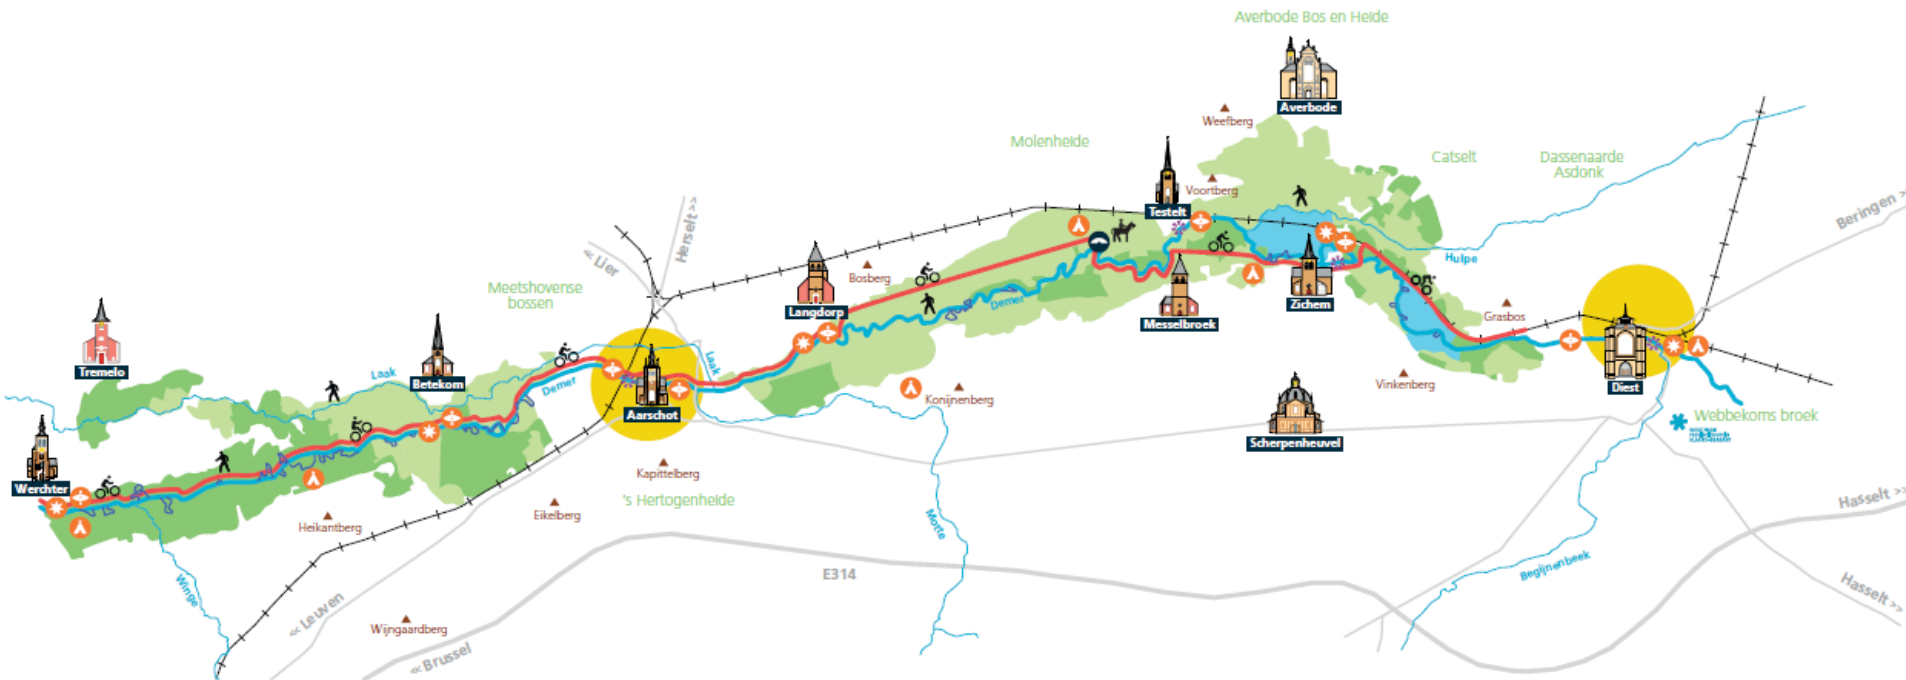 Averbode Bos en Heide
Averbode
Weefberg
Molenheide
Catselt
Dassenaarde
Asdonk
Voortberg
Testelt
Beringen >>
Herselt >>
<< Lier
Hulpe
Bosberg
Meetshovense
bossen
Langdorp
Demer
Zichem
Messelbroek
Grasbos
Tremelo
Betekom
Laak
Laak
Demer
Aarschot
Konijnenberg
Vinkenberg
Diest
Webbekoms broek
Scherpenheuvel
Werchter
Kapittelberg
's Hertogenheide
Heikantberg
Eikelberg
Motte
Hasselt >>
E314
Winge
Begijnenbeek
Hasselt >>
<< Leuven
Wijngaardberg
<< Brussel